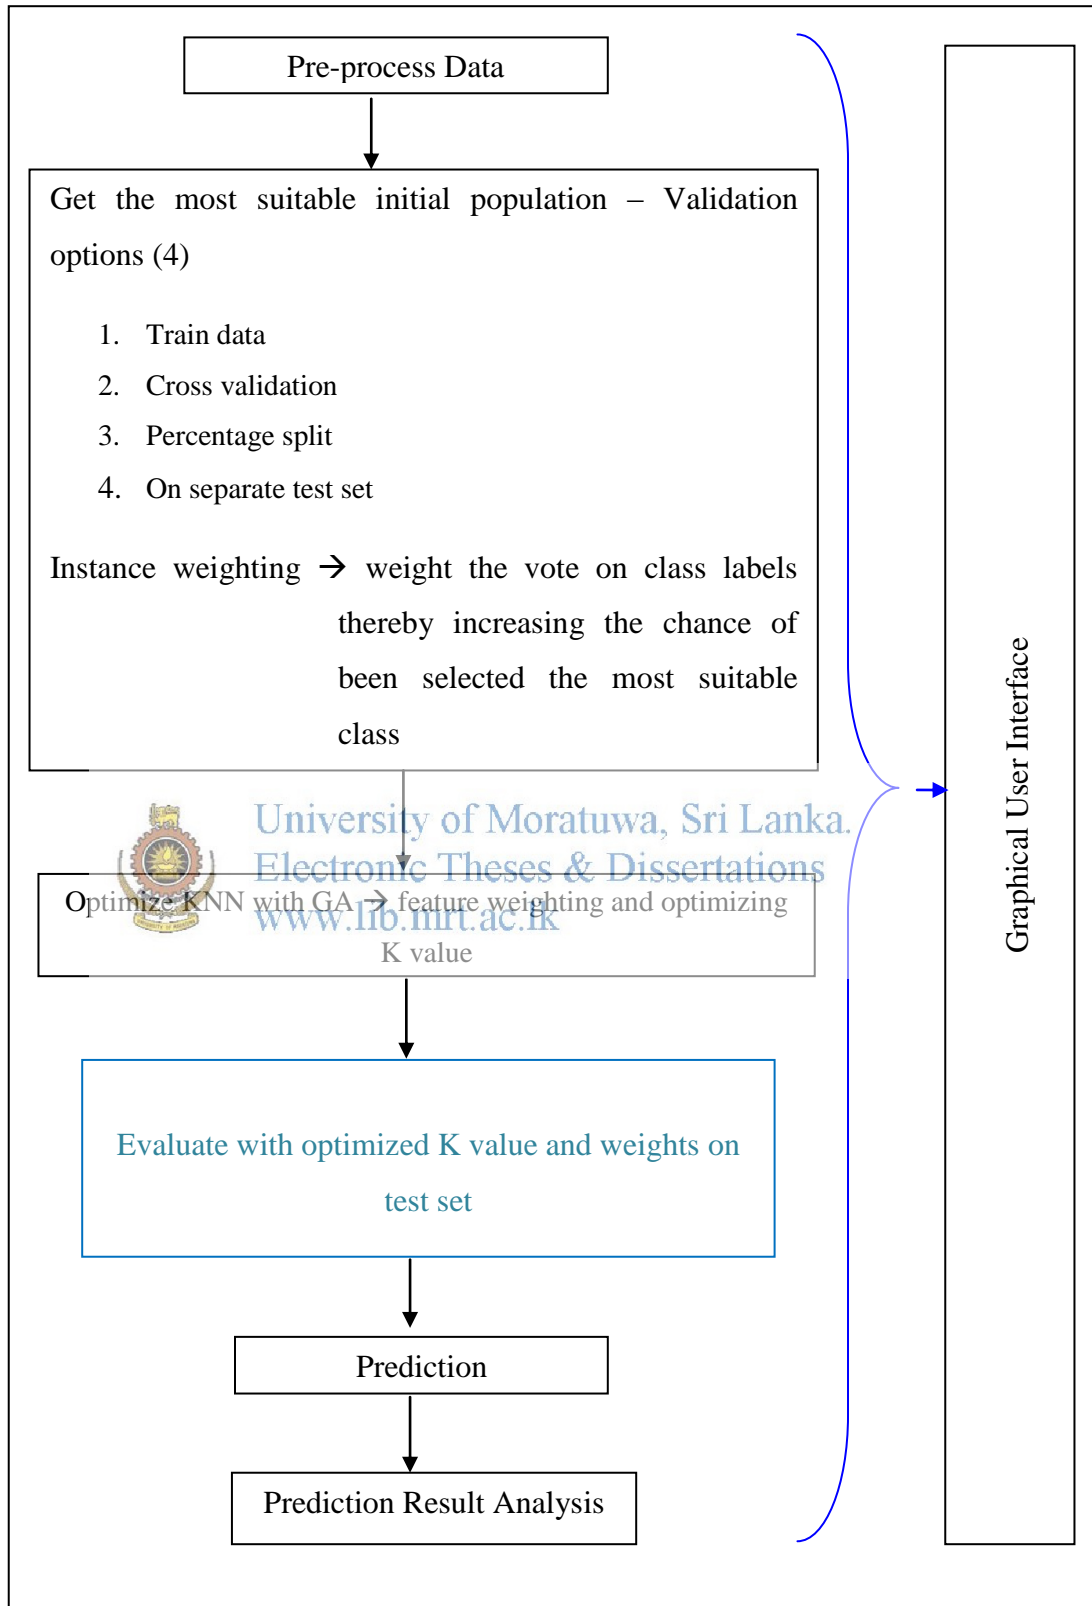 Pre-process Data
Get the most suitable initial population – Validation
options (4)
1. Train data
2. Cross validation
3. Percentage split
4. On separate test set
Instance weighting → weight the vote on class labels
thereby increasing the chance of
been selected the most suitable
class
University of Moratuwa, Sri Lanka.
Electronic Theses & Dissertations
www.lib.mrt.ac.lk
Optimize KNN with GA → feature weighting and optimizing
K value
Evaluate with optimized K value and weights on
test set
Prediction
Prediction Result Analysis
Graphical User Interface